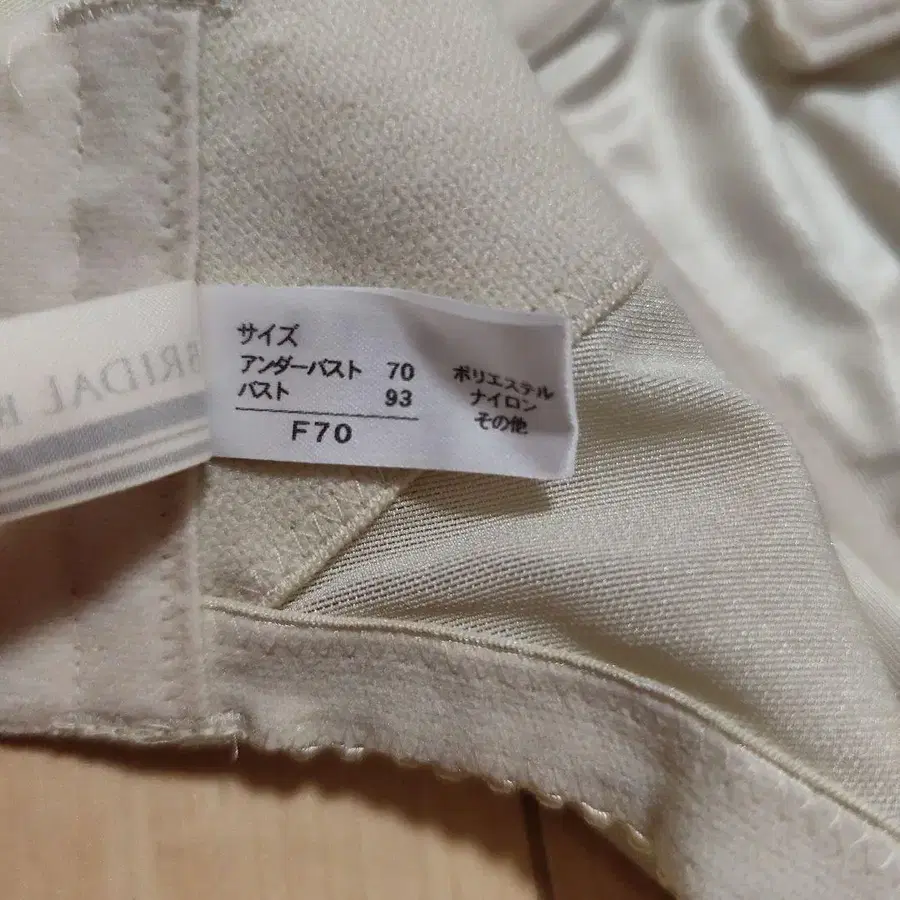 サイズ
アンダーバスト 70
バスト 93
F70
ポリエステル
ナイロン
その他
BRIDAL